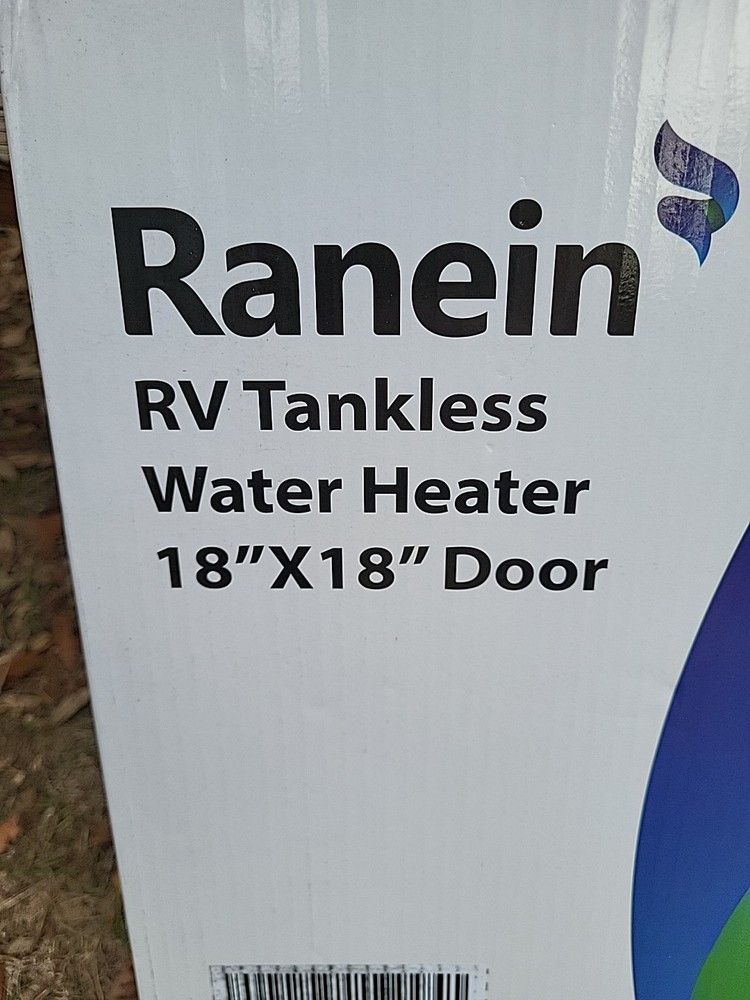 Ranein
RV Tankless
Water Heater
18”X18” Door